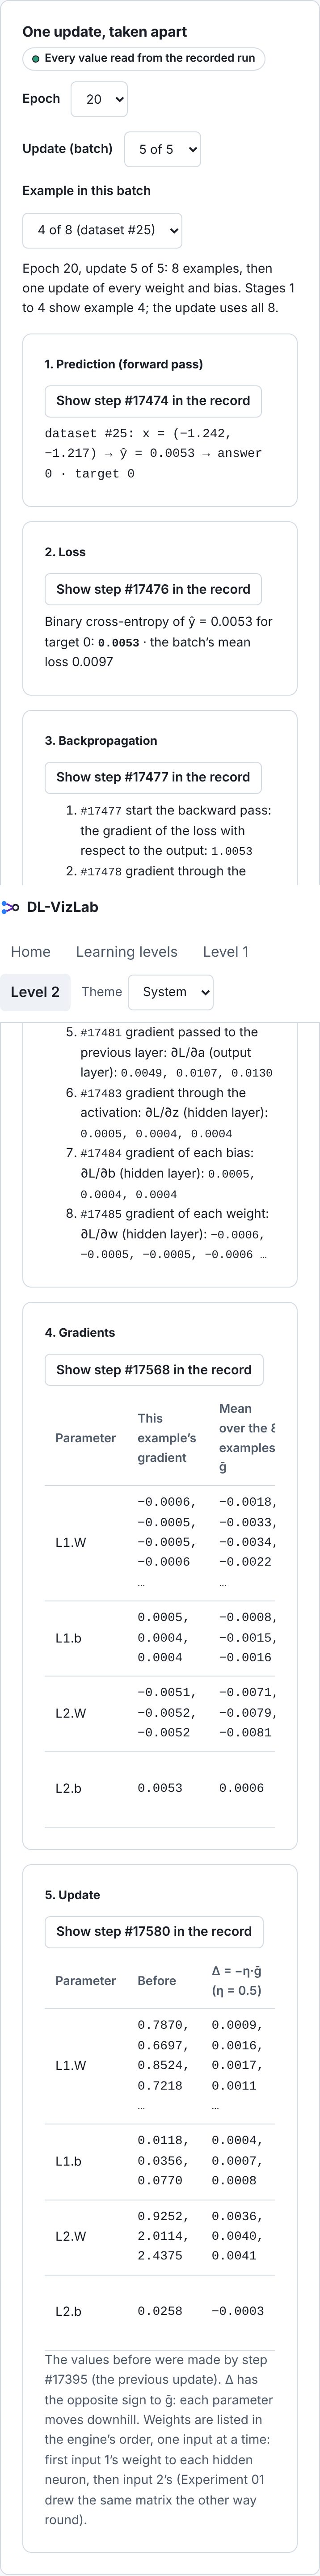 One update, taken apart
Every value read from the recorded run
Epoch 20
Update (batch) 5 of 5
Example in this batch
4 of 8 (dataset #25)
Epoch 20, update 5 of 5: 8 examples, then
one update of every weight and bias. Stages 1
to 4 show example 4; the update uses all 8.
1. Prediction (forward pass)
Show step #17474 in the record
dataset #25: x = (−1.242,
−1.217) → ŷ = 0.0053 → answer
0 · target 0
2. Loss
Show step #17476 in the record
Binary cross-entropy of ŷ = 0.0053 for
target 0: 0.0053 · the batch's mean
loss 0.0097
3. Backpropagation
Show step #17477 in the record
1. #17477 start the backward pass:
the gradient of the loss with
respect to the output: 1.0053
2. #17478 gradient through the
DL-VizLab
Home Learning levels Level 1
Level 2 Theme System
5. #17481 gradient passed to the
previous layer: ∂L/∂a (output
layer): 0.0049, 0.0107, 0.0130
6. #17483 gradient through the
activation: ∂L/∂z (hidden layer):
0.0005, 0.0004, 0.0004
7. #17484 gradient of each bias:
∂L/∂b (hidden layer): 0.0005,
0.0004, 0.0004
8. #17485 gradient of each weight:
∂L/∂w (hidden layer): −0.0006,
−0.0005, −0.0005, −0.0006 …
4. Gradients
Show step #17568 in the record
Parameter
This
example's
gradient
Mean
over the 8
examples
ḡ
L1.W
−0.0006,
−0.0005,
−0.0005,
−0.0006
…
−0.0018,
−0.0033,
−0.0034,
−0.0022
…
L1.b
0.0005,
0.0004,
0.0004
−0.0008,
−0.0015,
−0.0016
L2.W
−0.0051,
−0.0052,
−0.0052
−0.0071,
−0.0079,
−0.0081
L2.b 0.0053 0.0006
5. Update
Show step #17580 in the record
Parameter
Before
Δ = −η·ḡ
(η = 0.5)
L1.W
0.7870,
0.6697,
0.8524,
0.7218
…
0.0009,
0.0016,
0.0017,
0.0011
…
L1.b
0.0118,
0.0356,
0.0770
0.0004,
0.0007,
0.0008
L2.W
0.9252,
2.0114,
2.4375
0.0036,
0.0040,
0.0041
L2.b 0.0258 −0.0003
The values before were made by step
#17395 (the previous update). Δ has
the opposite sign to ḡ: each parameter
moves downhill. Weights are listed in
the engine's order, one input at a time:
first input 1's weight to each hidden
neuron, then input 2's (Experiment 01
drew the same matrix the other way
round).